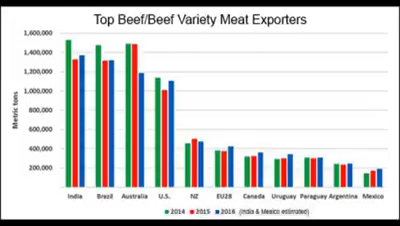 Top Beef/Beef Variety Meat Exporters
1,600,000
1,400,000
1,200,000
1,000,000
800,000
600,000
400,000
200,000
Metric tons
India Brazil Australia U.S. NZ EU28 Canada Uruguay Paraguay Argentina Mexico
2014 2015 2016 (India & Mexico estimated)